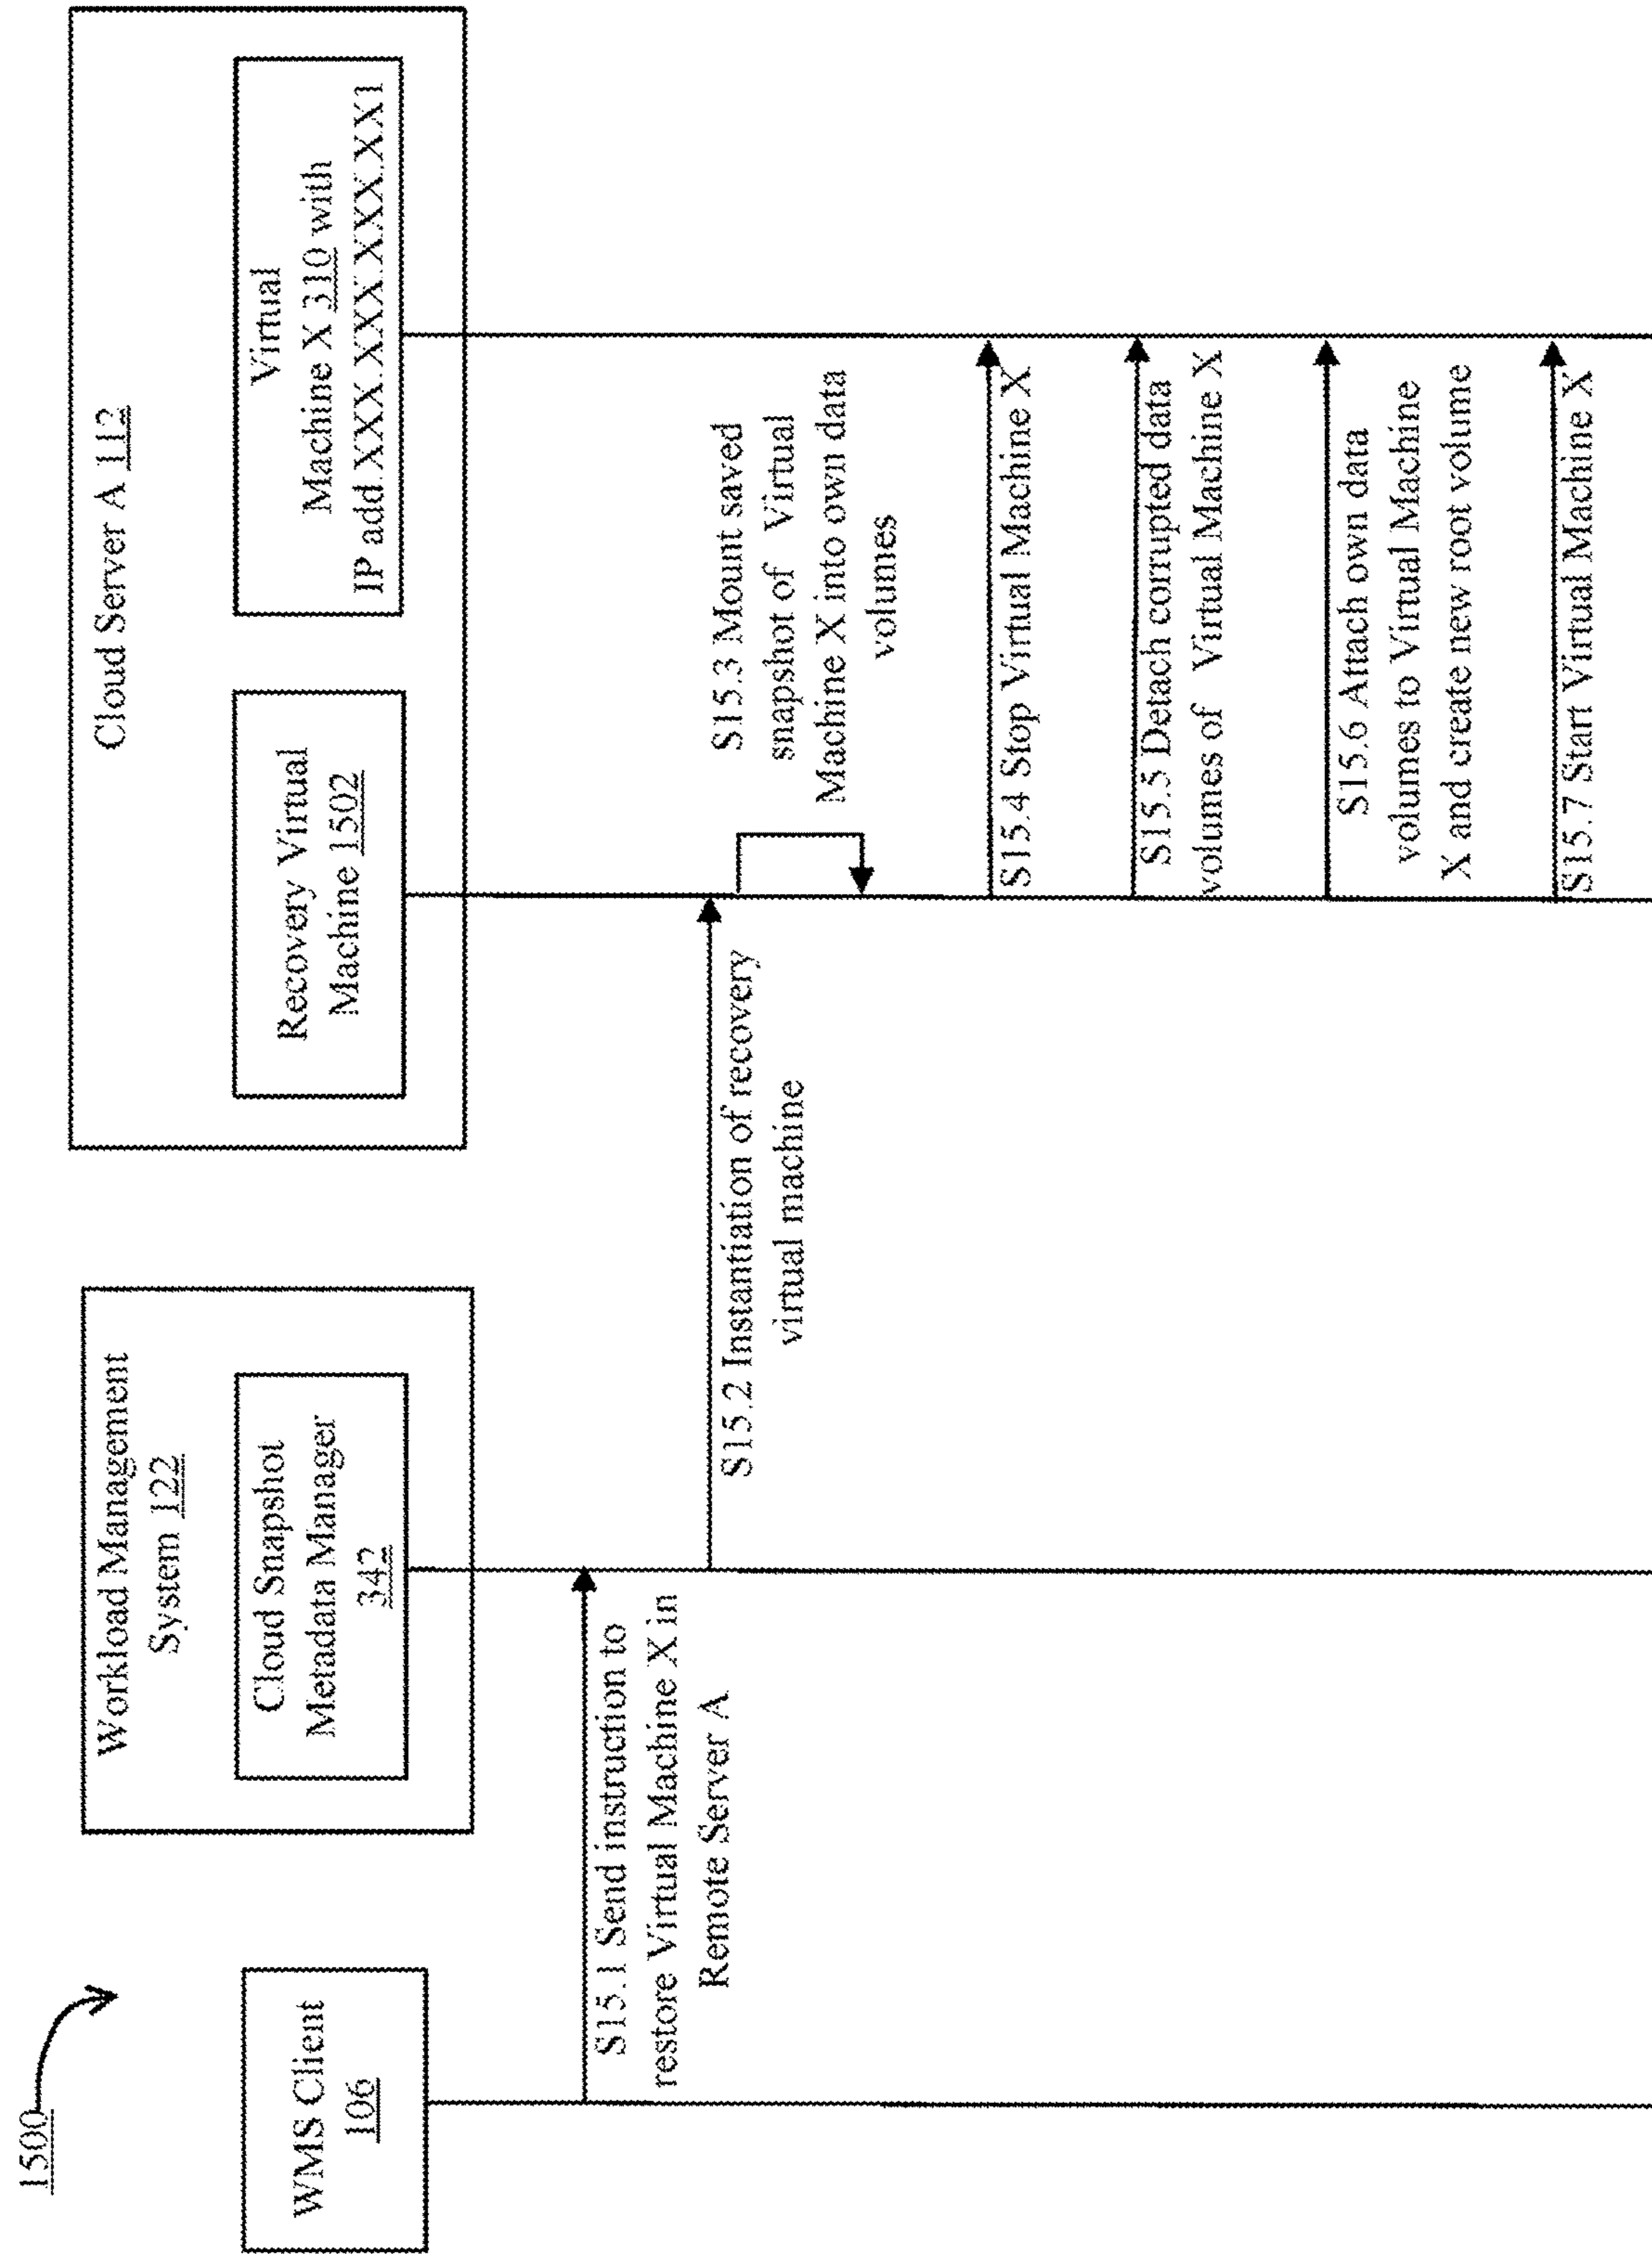 1500
WMS Client
106
Workload Management
System 122
Cloud Snapshot
Metadata Manager
342
Cloud Server A 112
Recovery Virtual
Machine 1502
Virtual
Machine X 310 with
IP add.XXX.XXX.XXX.XX1
S15.1 Send instruction to
restore Virtual Machine X in
Remote Server A
S15.2 Instantiation of recovery
virtual machine
S15.3 Mount saved
snapshot of Virtual
Machine X into own data
volumes
S15.4 Stop Virtual Machine X
S15.5 Detach corrupted data
volumes of Virtual Machine X
S15.6 Attach own data
volumes to Virtual Machine
X and create new root volume
S15.7 Start Virtual Machine X